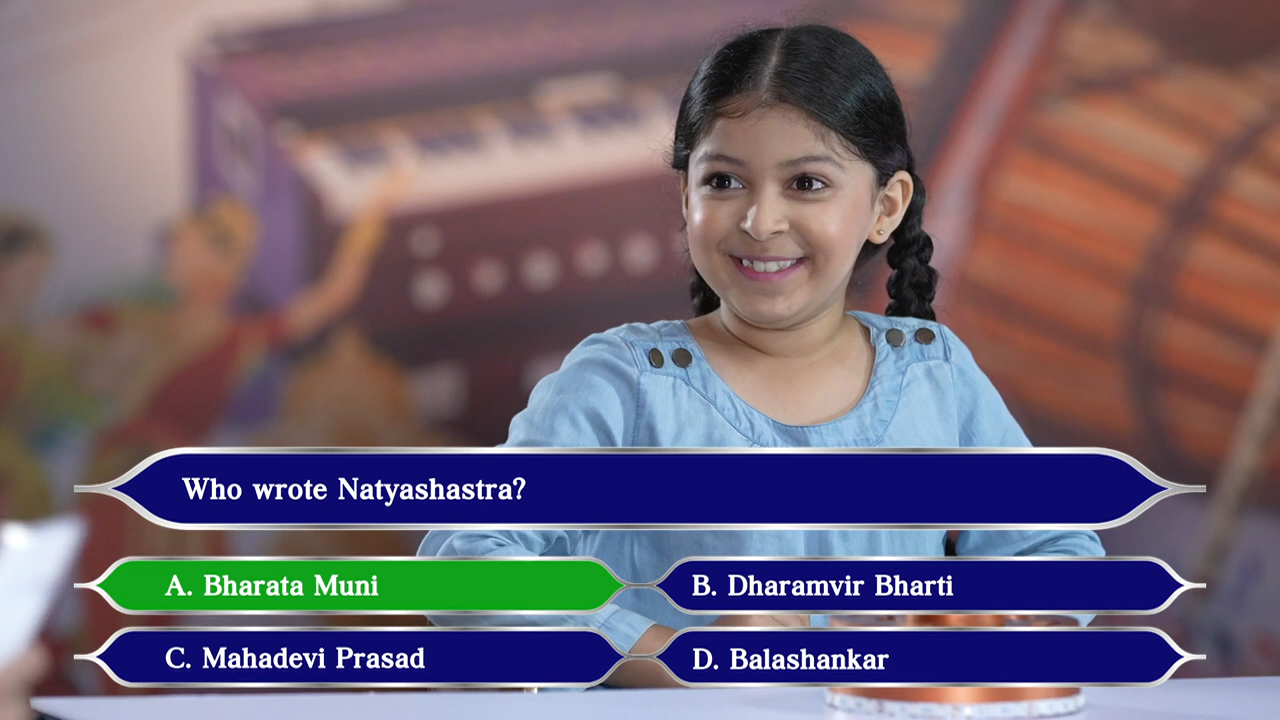 Who wrote Natyashastra?
A. Bharata Muni
B. Dharamvir Bharti
C. Mahadevi Prasad
D. Balashankar